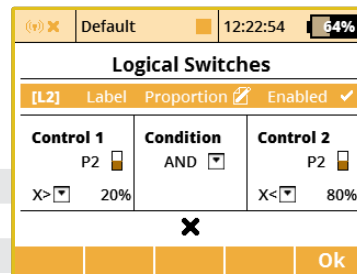 Default 12:22:54 64%
Logical Switches
[L2] Label Proportion Enabled
Control 1 Condition Control 2
P2 AND P2
X> 20% X< 80%
Ok